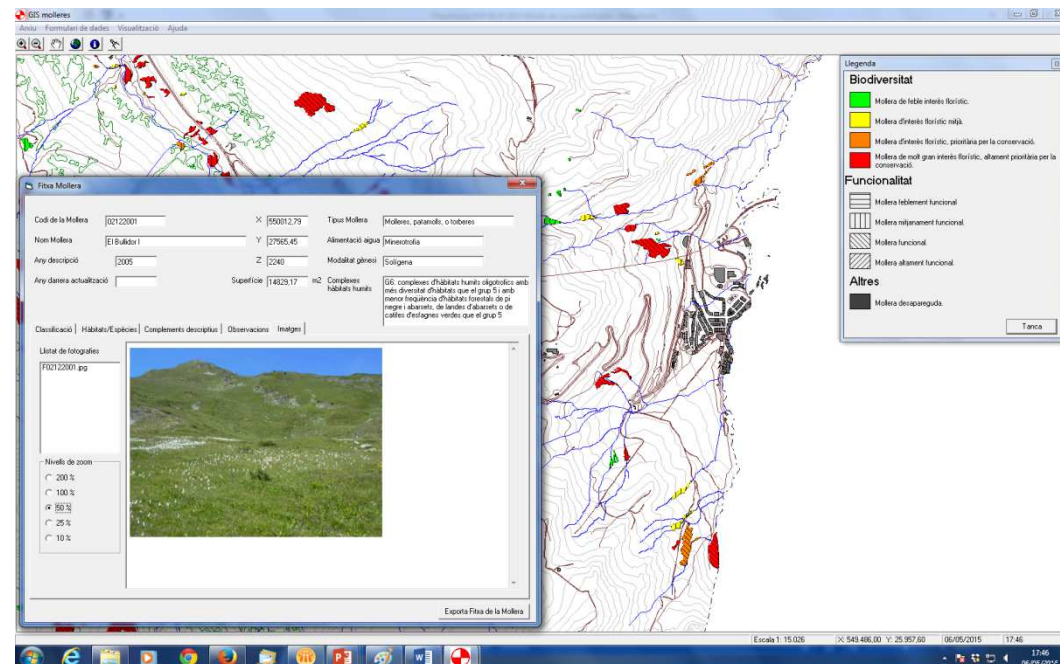 GIS molleres
Arxiu Formulari de dades Visualització Ajuda
Llegenda
Biodiversitat
Mollera de feble interès florístic.
Mollera d'interès florístic mitjà.
Mollera d'interès florístic, prioritària per la conservació.
Mollera de molt gran interès florístic, altament prioritària per la
conservació.
Funcionalitat
Mollera feblement funcional
Mollera mitjanament funcional
Mollera funcional.
Mollera altament funcional.
Altres
Mollera desapareguda.
Tanca
Fitxa Mollera
Codi de la Mollera 02122001 X 550012,79 Tipus Mollera Molleres, patamolls, o torberes
Nom Mollera El Bullidor I Y 27565,45 Alimentació aigua Minerotrofia
Any descripció 2005 Z 2240 Modalitat gènesi Solígena
Any darrera actualització Superfície 14829,17 m2 Complexes
hàbitats humits
G6. complexes d'hàbitats humits oligotròfics amb
més diversitat d'hàbitats que el grup 5 i amb
menor freqüència d'hàbitats forestals de pi
negre i abarsets, de landes d'abarsets o de
catifes d'esfagnes verdes que el grup 5
Classificació Hàbitats/Espècies Complements descriptius Observacions Imatges
Llistat de fotografies
F02122001.jpg
Nivells de zoom
200 %
100 %
50 %
25 %
10 %
Exporta Fitxa de la Mollera
Escala 1: 15.026 X: 549.486,00 Y: 25.957,60 06/05/2015 17:46
17:46
06/05/2015